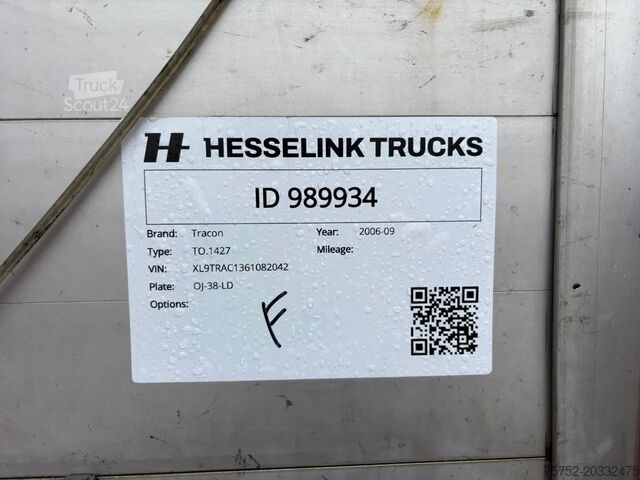 Truck
Scout24
HESSELINK TRUCKS
ID 989934
Brand: Tracon Year: 2006-09
Type: TO.1427 Mileage:
VIN: XL9TRAC1361082042
Plate: OJ-38-LD
Options:
F
75752-20332475